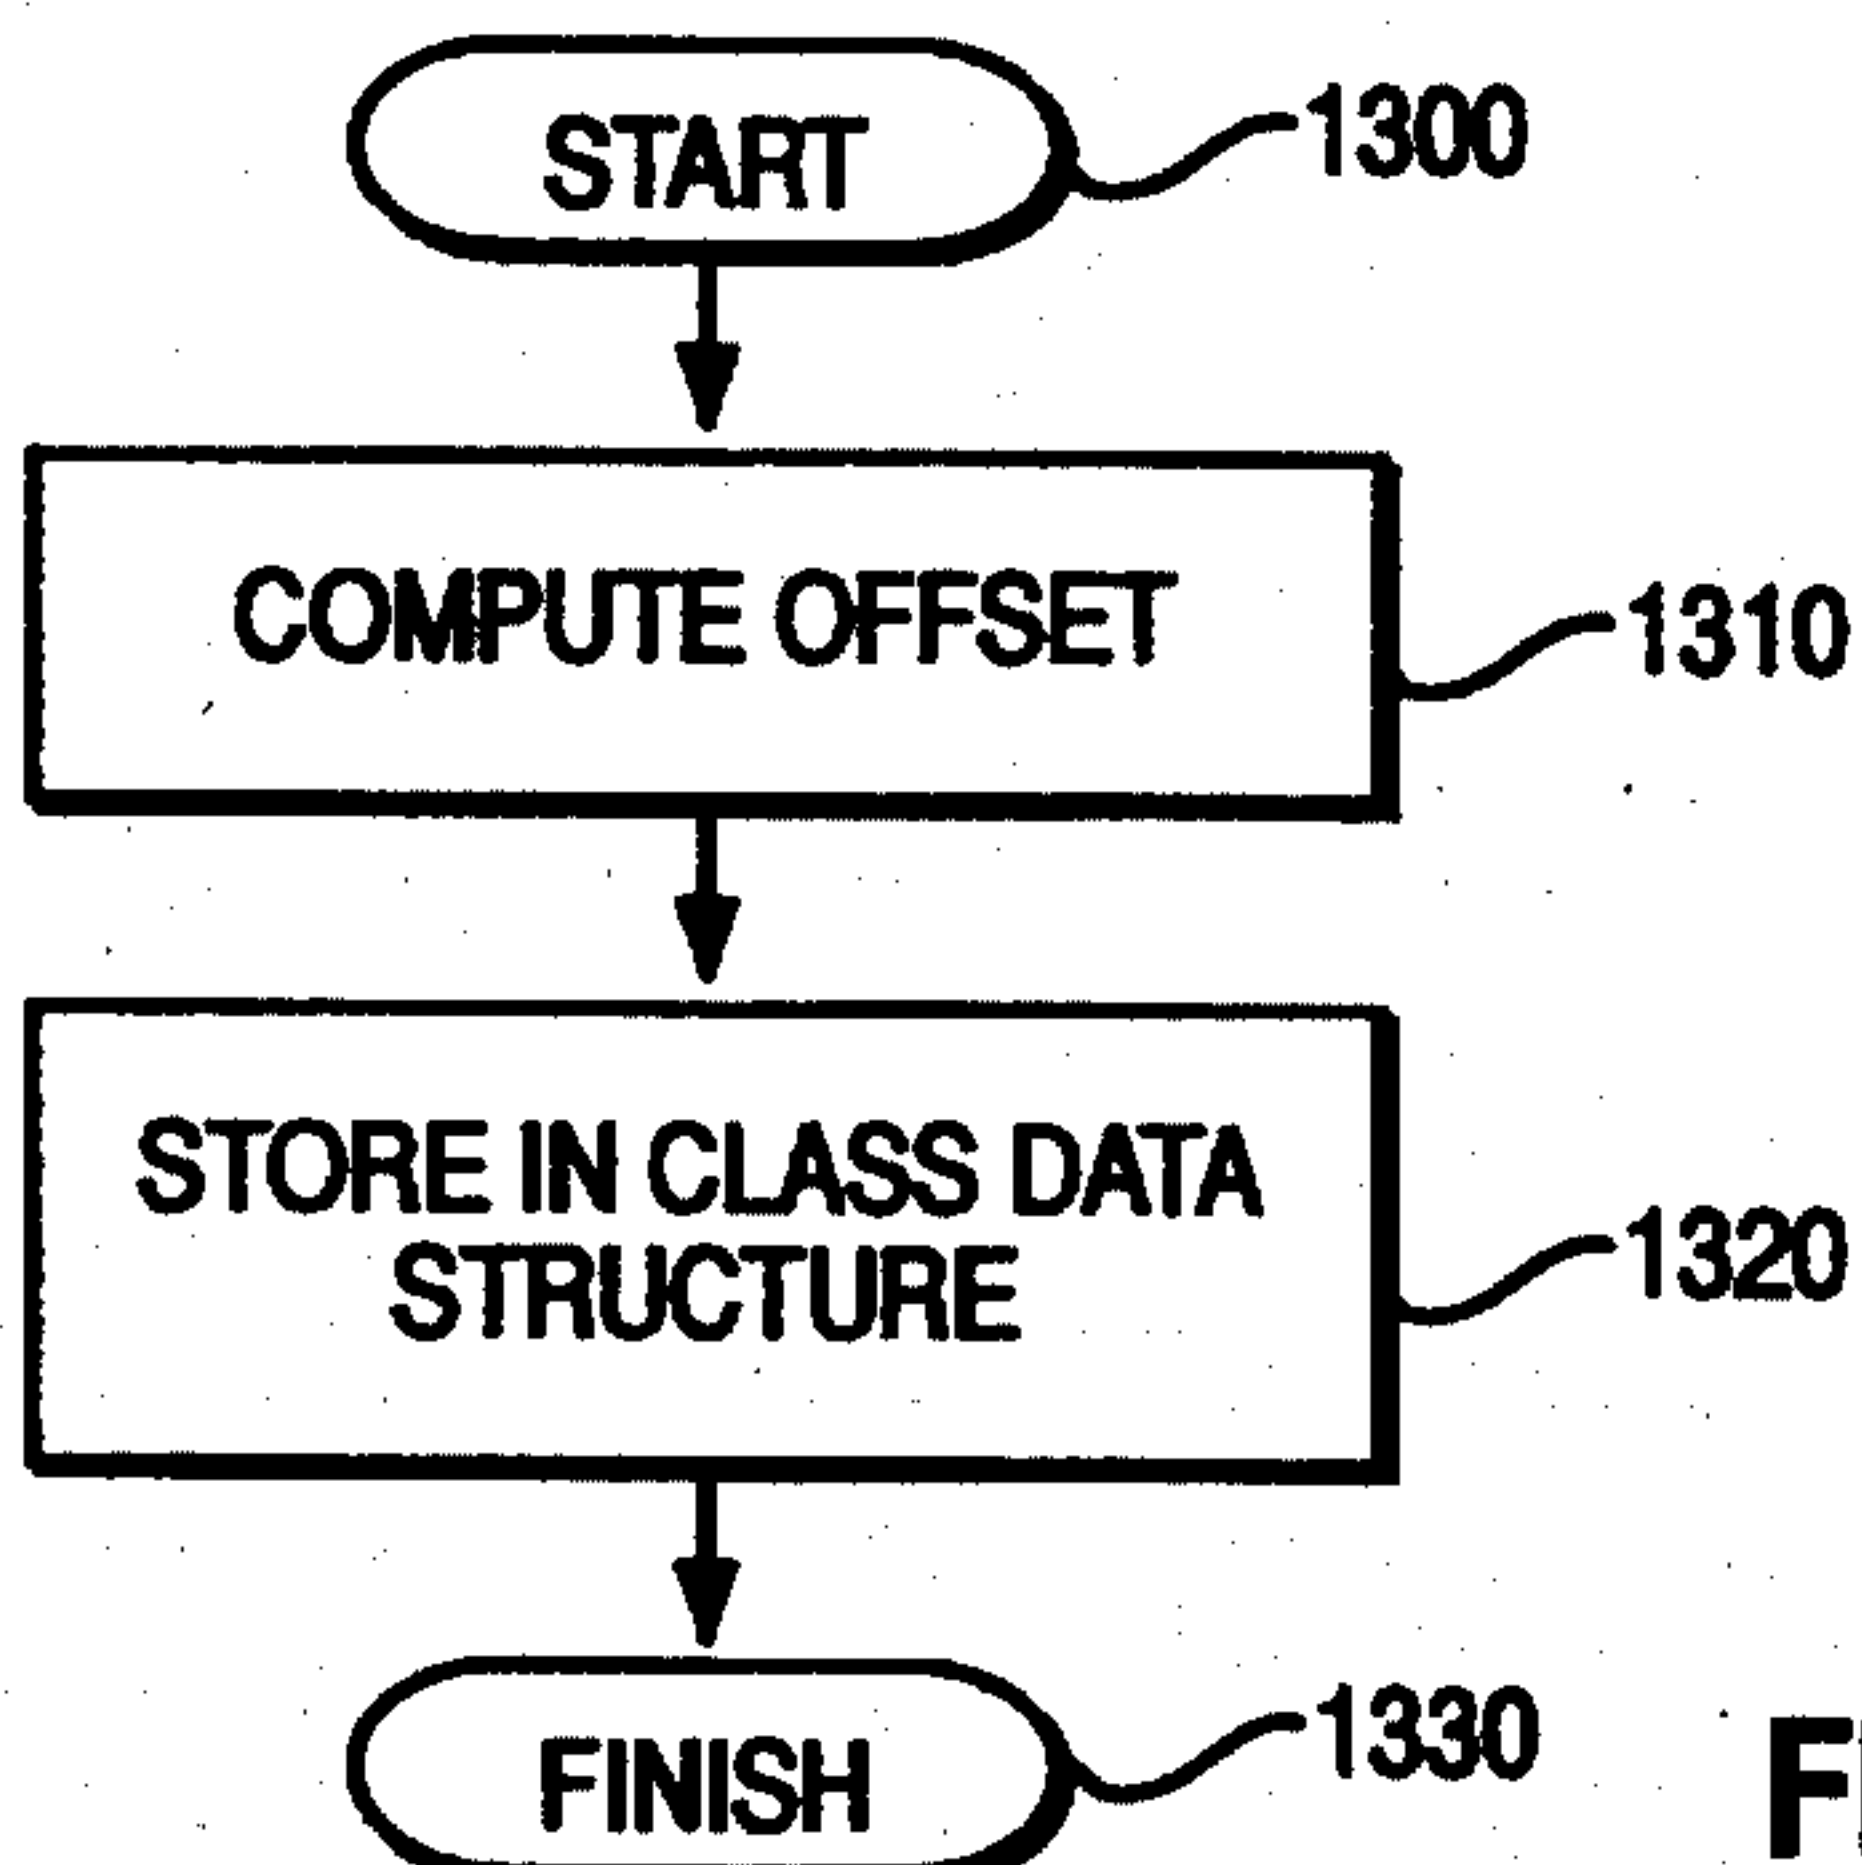 START
1300
COMPUTE OFFSET
1310
STORE IN CLASS DATA
STRUCTURE
1320
FINISH
1330